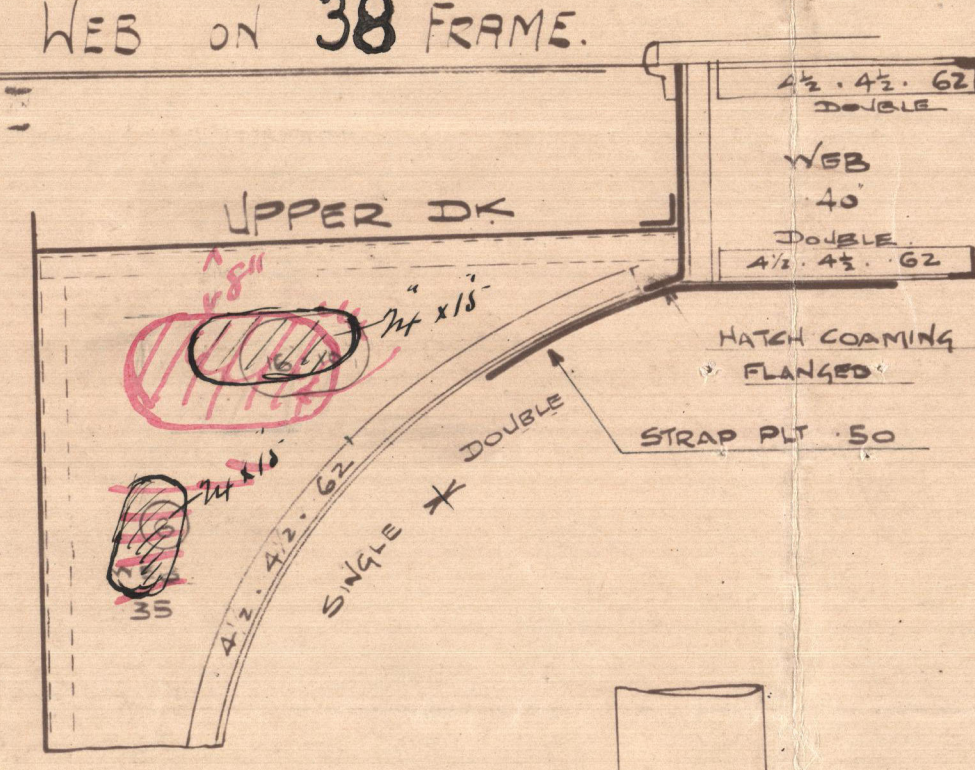 WEB ON 38 FRAME.
4½ . 4½ . 62
DOUBLE
WEB
.40
DOUBLE.
4½ . 4½ . .62
UPPER DK
8"
24" x 15"
HATCH COAMING
FLANGED
STRAP PLT .50
DOUBLE
SINGLE
24 x 15"
4½ . 4½ . 62
35